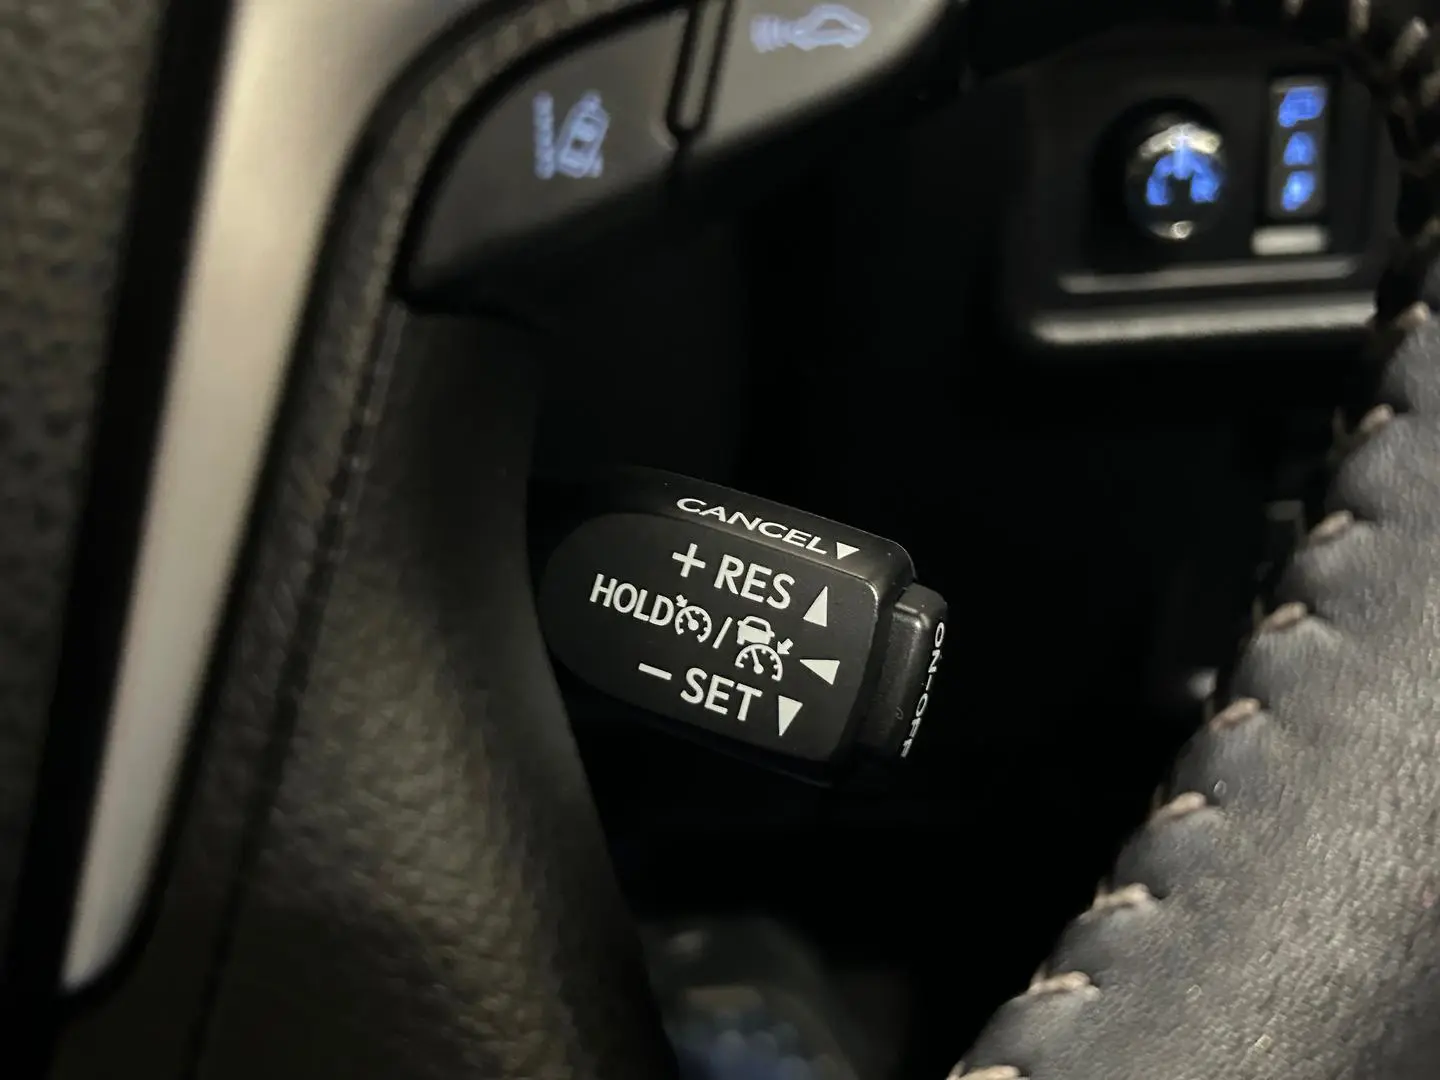 CANCEL▼
+ RES ▲
HOLD / ◀
− SET ▼
ON-OFF